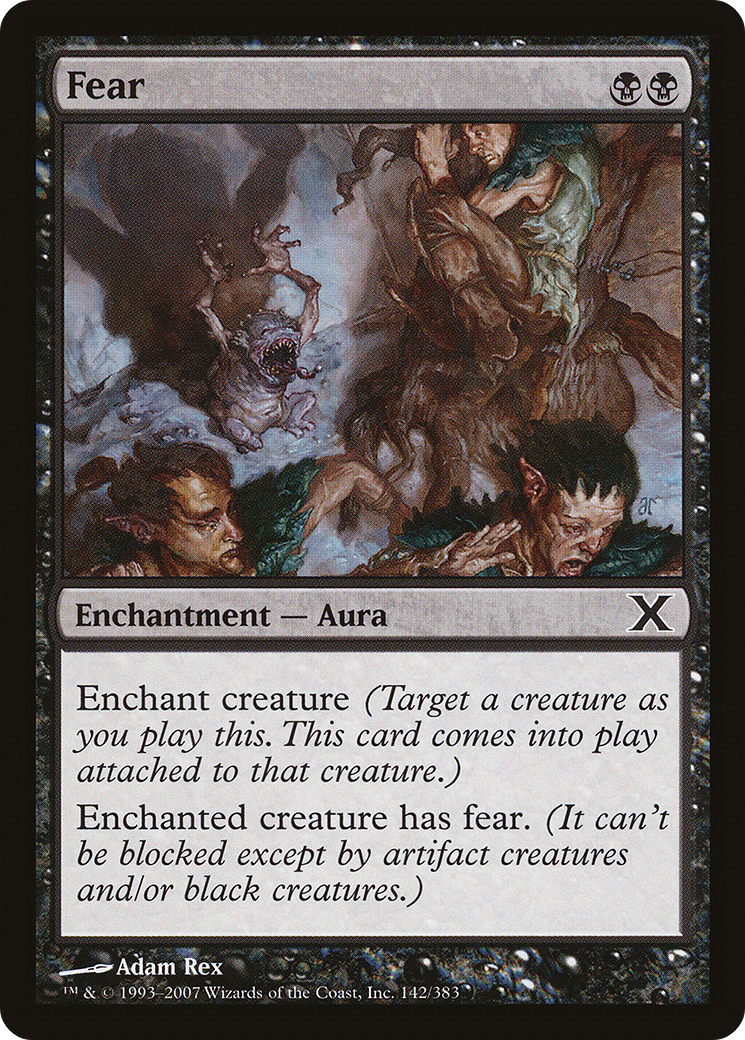 Fear
Enchantment — Aura
X
Enchant creature (Target a creature as
you play this. This card comes into play
attached to that creature.)
Enchanted creature has fear. (It can't
be blocked except by artifact creatures
and/or black creatures.)
Adam Rex
™ & © 1993–2007 Wizards of the Coast, Inc. 142/383